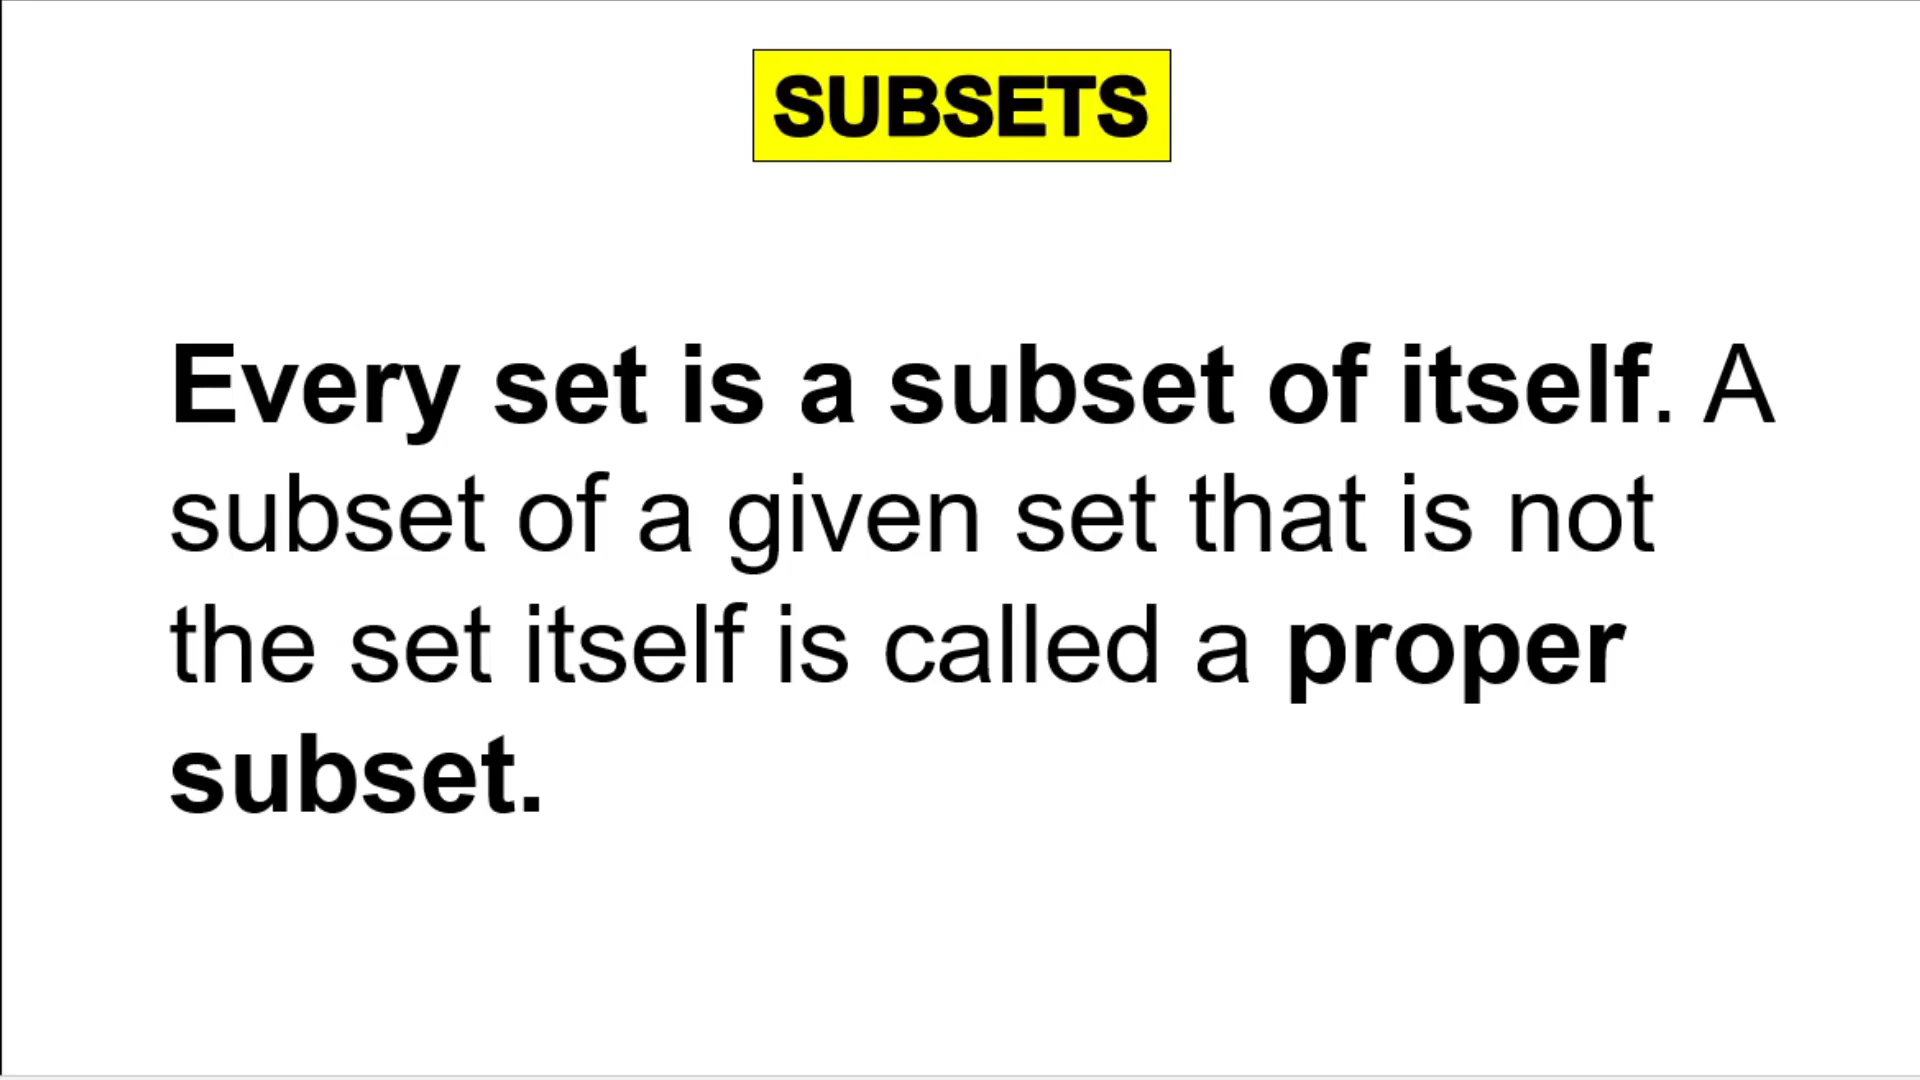 SUBSETS
Every set is a subset of itself. A
subset of a given set that is not
the set itself is called a proper
subset.